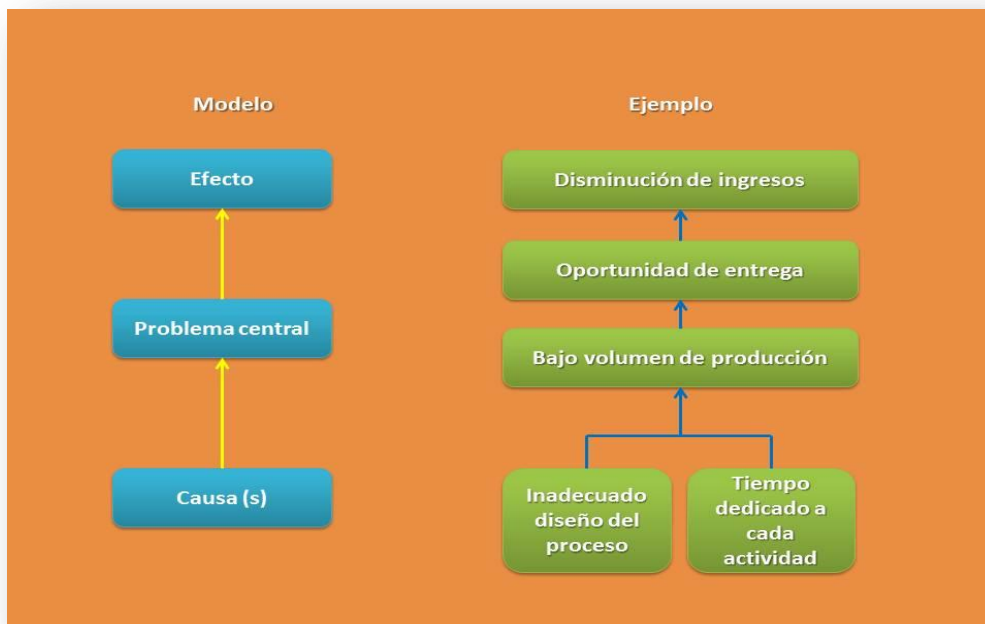 Modelo
Efecto
Problema central
Causa (s)
Ejemplo
Disminución de ingresos
Oportunidad de entrega
Bajo volumen de producción
Inadecuado
diseño del
proceso
Tiempo
dedicado a
cada
actividad